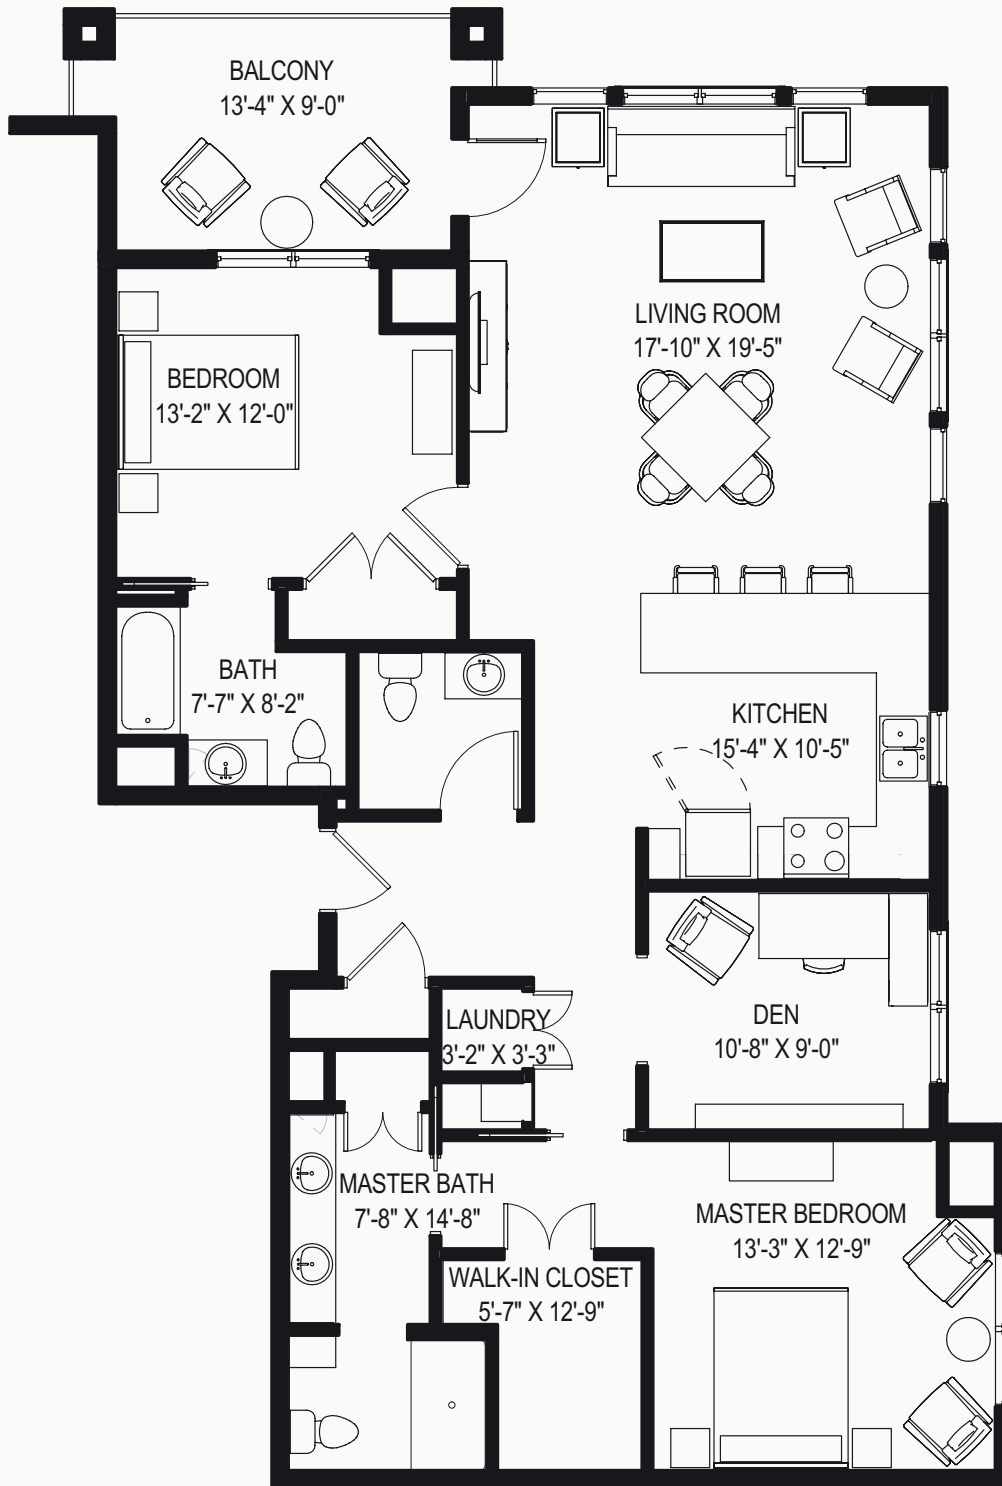 BALCONY
13'-4" X 9'-0"
LIVING ROOM
17'-10" X 19'-5"
BEDROOM
13'-2" X 12'-0"
BATH
7'-7" X 8'-2"
KITCHEN
15'-4" X 10'-5"
LAUNDRY
3'-2" X 3'-3"
DEN
10'-8" X 9'-0"
MASTER BATH
7'-8" X 14'-8"
MASTER BEDROOM
13'-3" X 12'-9"
WALK-IN CLOSET
5'-7" X 12'-9"